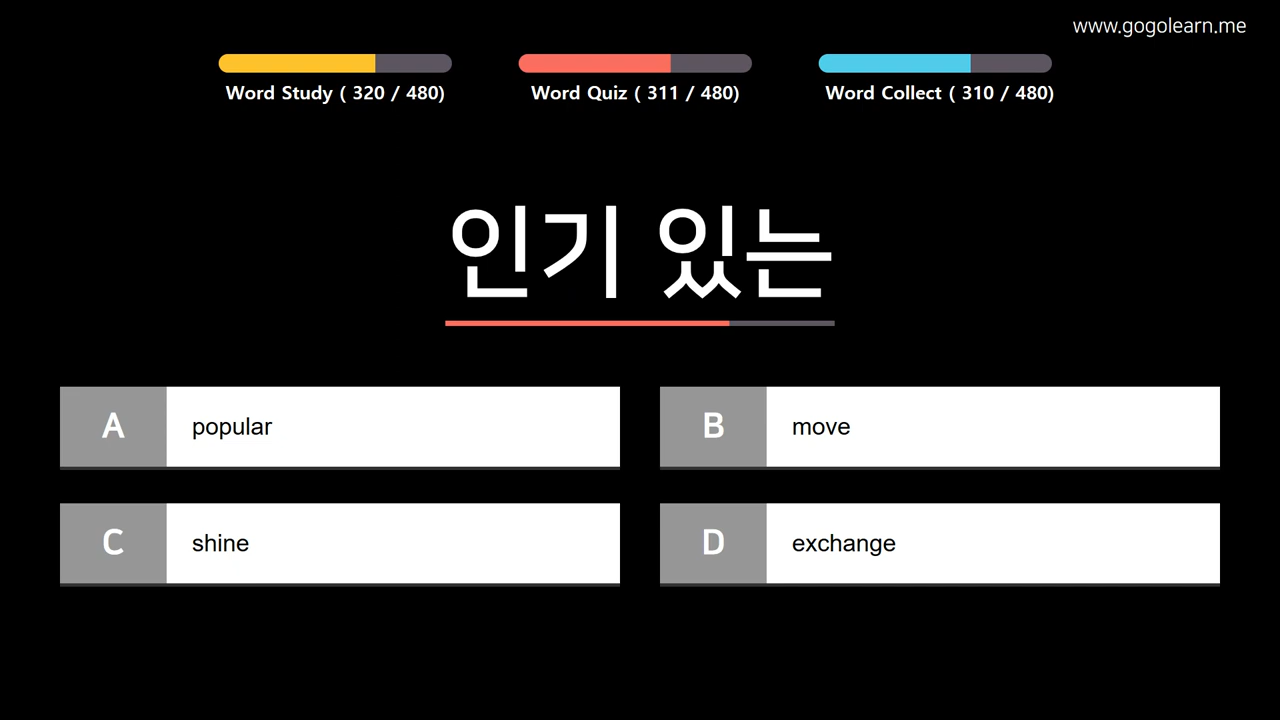 www.gogolearn.me
Word Study ( 320 / 480)
Word Quiz ( 311 / 480)
Word Collect ( 310 / 480)
인기 있는
A popular
B move
C shine
D exchange